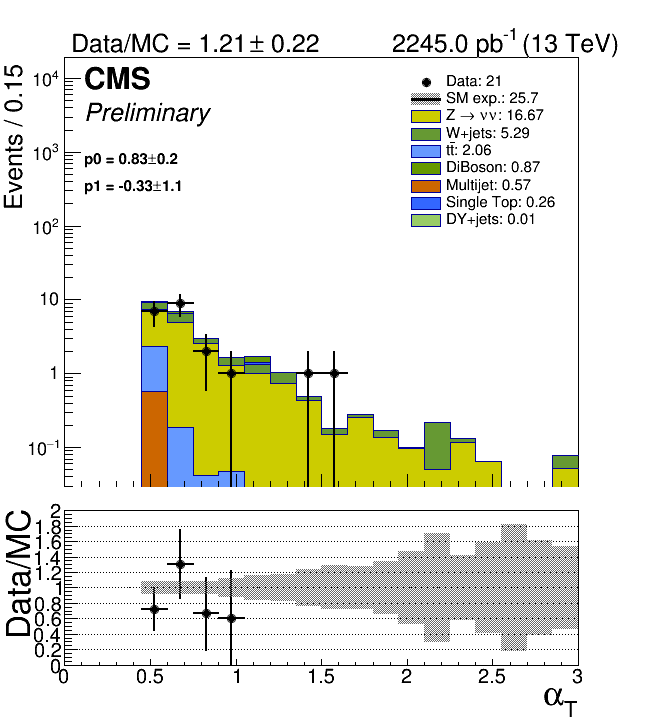 Data/MC = 1.21± 0.22 2245.0 pb⁻¹ (13 TeV)
CMS
Preliminary
p0 = 0.83±0.2
p1 = -0.33±1.1
Data: 21
SM exp.: 25.7
Z → νν: 16.67
W+jets: 5.29
tt̄: 2.06
DiBoson: 0.87
Multijet: 0.57
Single Top: 0.26
DY+jets: 0.01
Events / 0.15
10⁴
10³
10²
10
1
10⁻¹
Data/MC
2
1.8
1.6
1.4
1.2
1
0.8
0.6
0.4
0.2
0
0 0.5 1 1.5 2 2.5 3
α_T